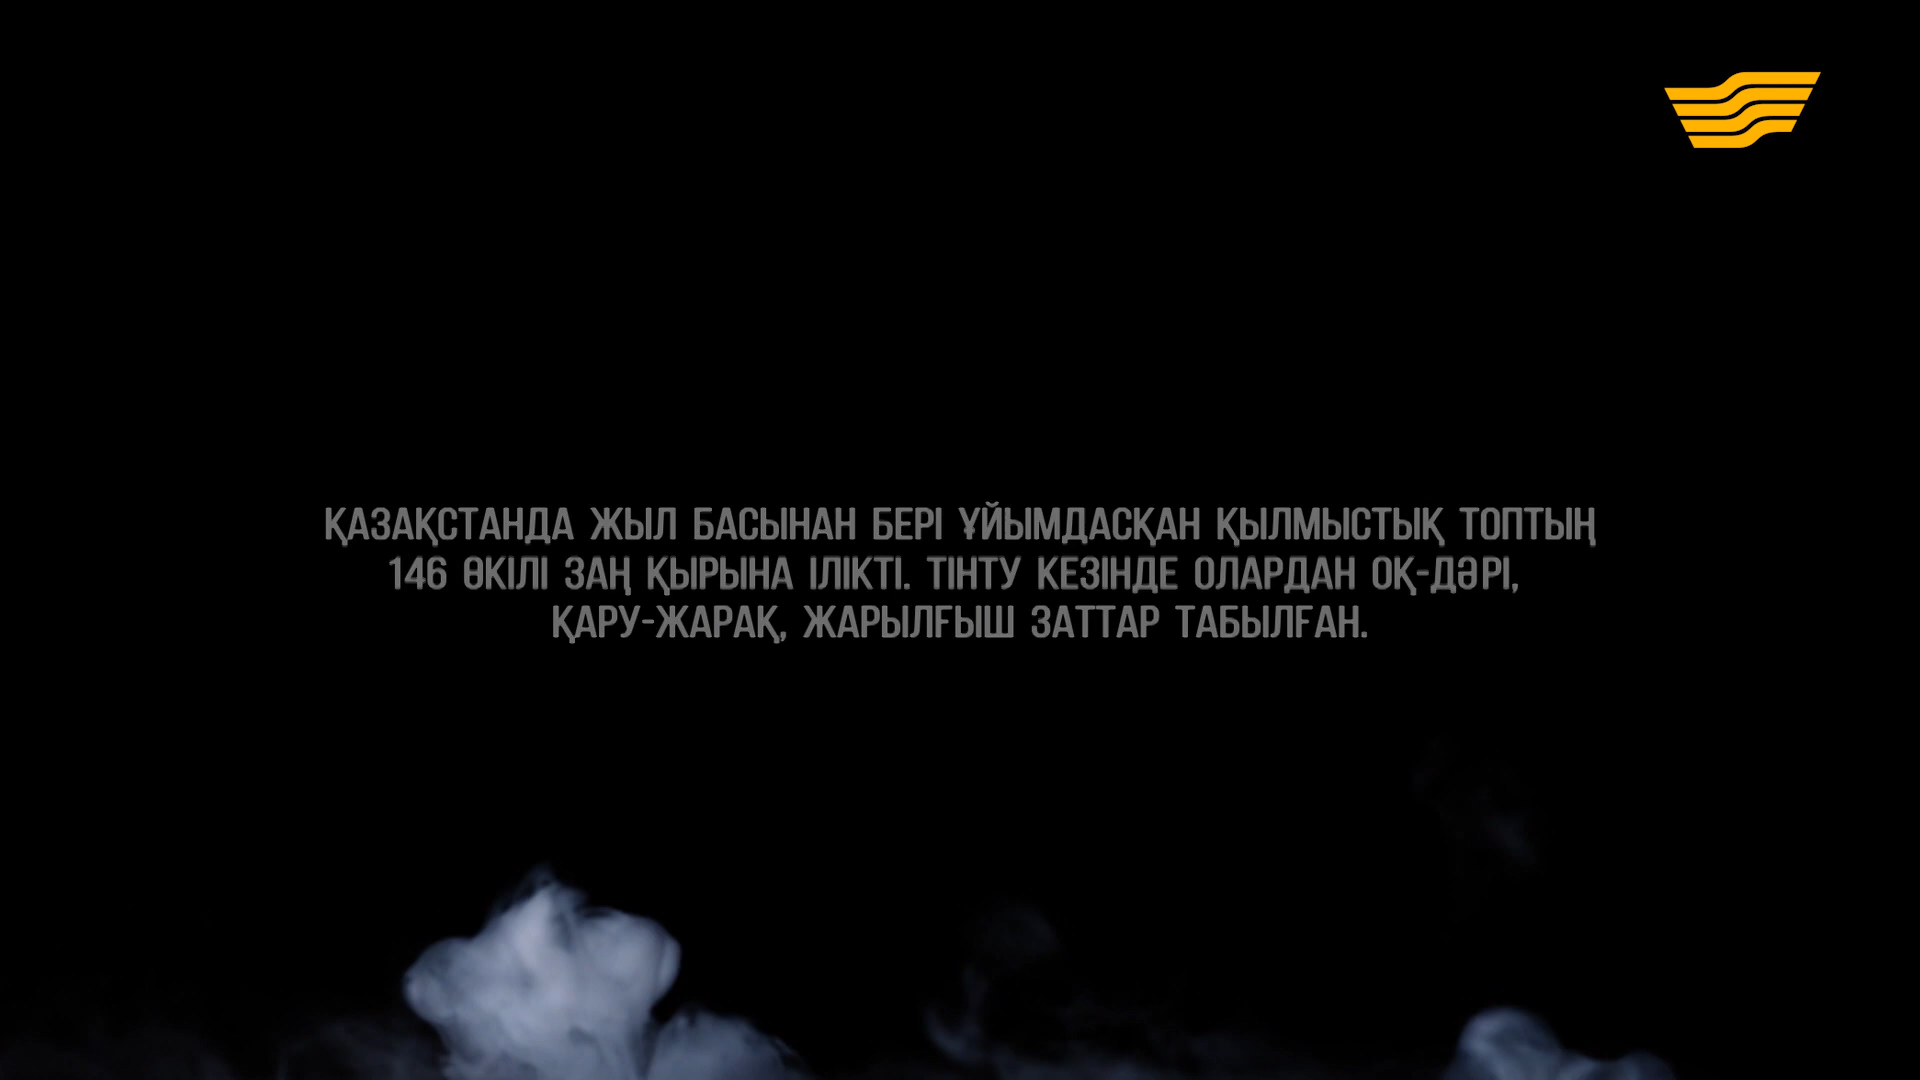 ҚАЗАҚСТАНДА ЖЫЛ БАСЫНАН БЕРІ ҰЙЫМДАСҚАН ҚЫЛМЫСТЫҚ ТОПТЫҢ
146 ӨКІЛІ ЗАҢ ҚЫРЫНА ІЛІКТІ. ТІНТУ КЕЗІНДЕ ОЛАРДАН ОҚ-ДӘРІ,
ҚАРУ-ЖАРАҚ, ЖАРЫЛҒЫШ ЗАТТАР ТАБЫЛҒАН.